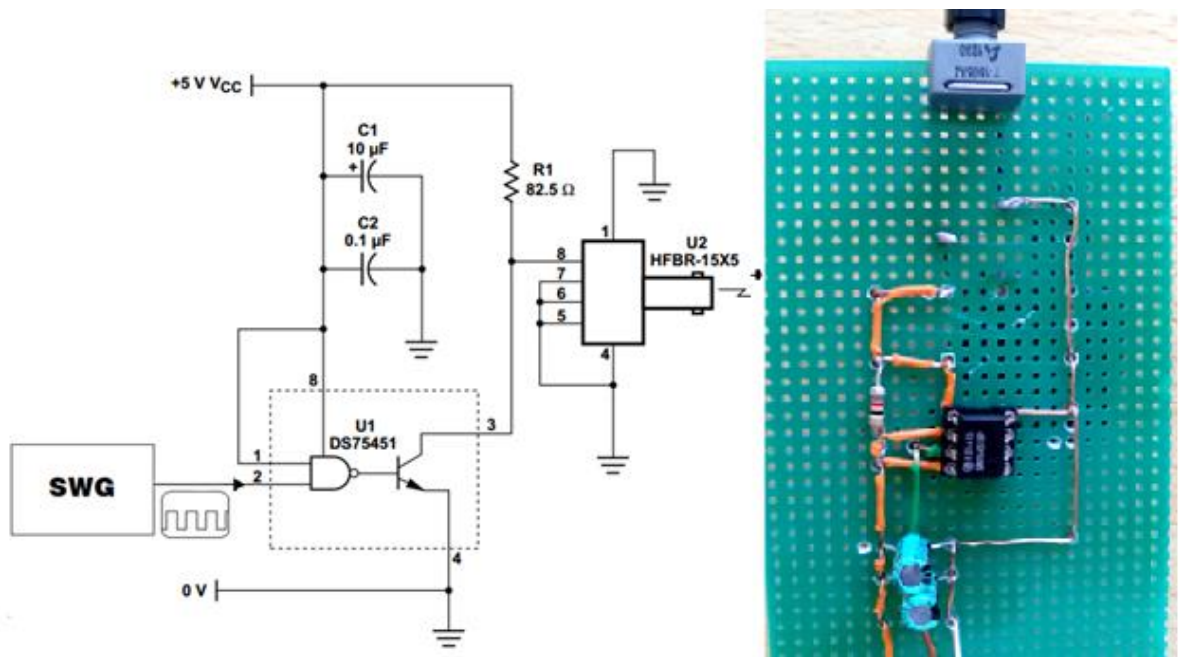 +5 V VCC
C1
10 µF
+
R1
82.5 Ω
C2
0.1 µF
1
U2
HFBR-15X5
8
7
6
5
4
8
U1
DS75451
3
1
2
SWG
4
0 V